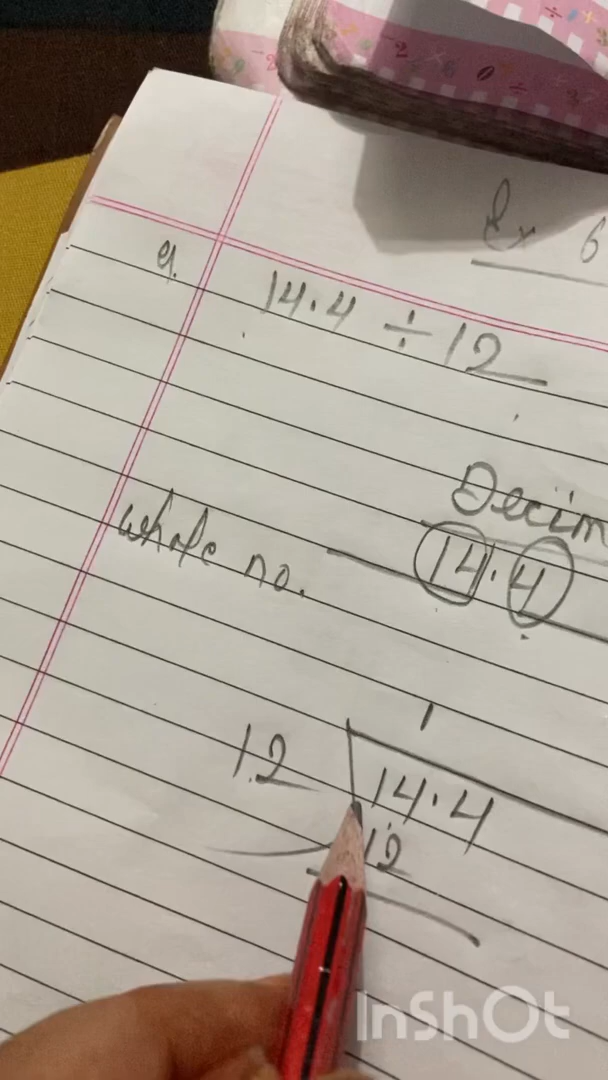 Ex 6
q. 14.4 ÷ 12
Decim
whole no. 14.4
1
12 14.4
12
InShOt